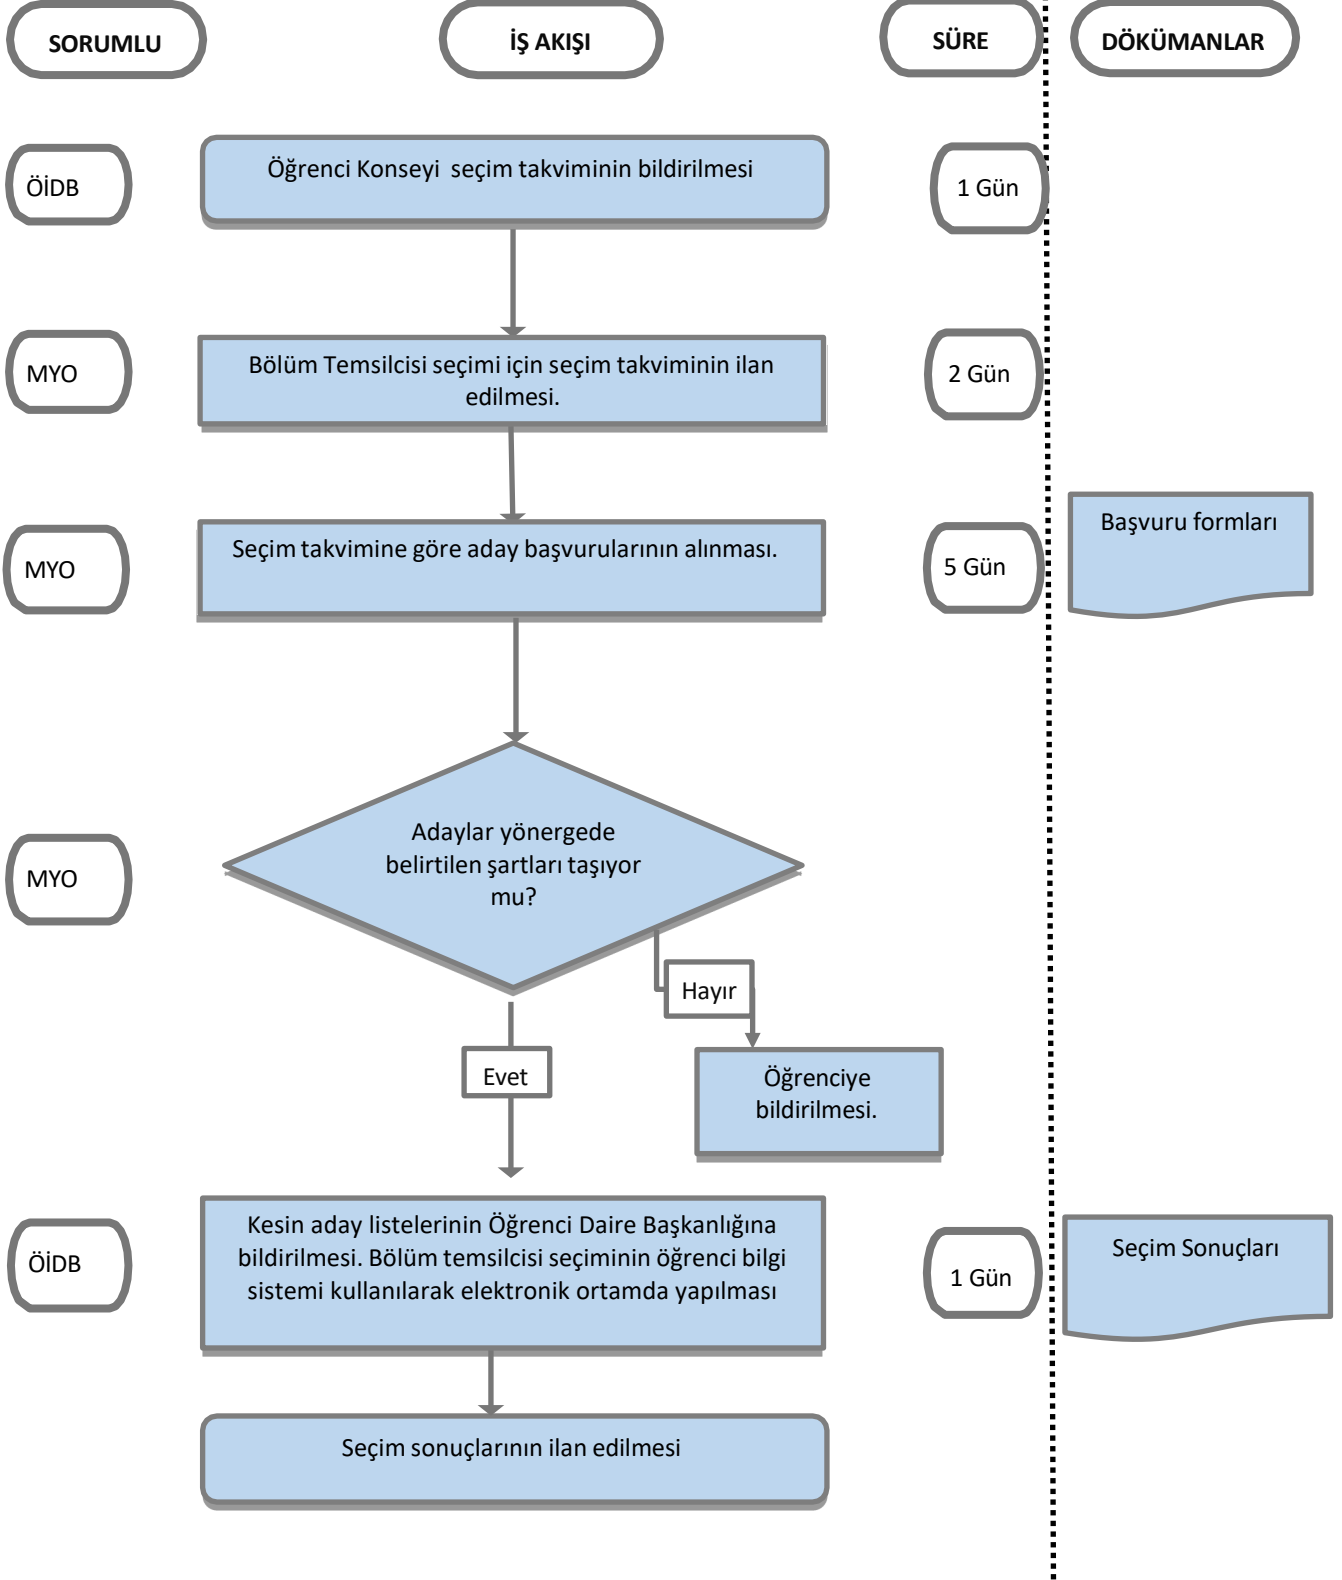 SORUMLU
İŞ AKIŞI
SÜRE
DÖKÜMANLAR
ÖİDB
Öğrenci Konseyi  seçim takviminin bildirilmesi
1 Gün
MYO
Bölüm Temsilcisi seçimi için seçim takviminin ilan
edilmesi.
2 Gün
MYO
Seçim takvimine göre aday başvurularının alınması.
5 Gün
Başvuru formları
MYO
Adaylar yönergede
belirtilen şartları taşıyor
mu?
Hayır
Evet
Öğrenciye
bildirilmesi.
ÖİDB
Kesin aday listelerinin Öğrenci Daire Başkanlığına
bildirilmesi. Bölüm temsilcisi seçiminin öğrenci bilgi
sistemi kullanılarak elektronik ortamda yapılması
1 Gün
Seçim Sonuçları
Seçim sonuçlarının ilan edilmesi